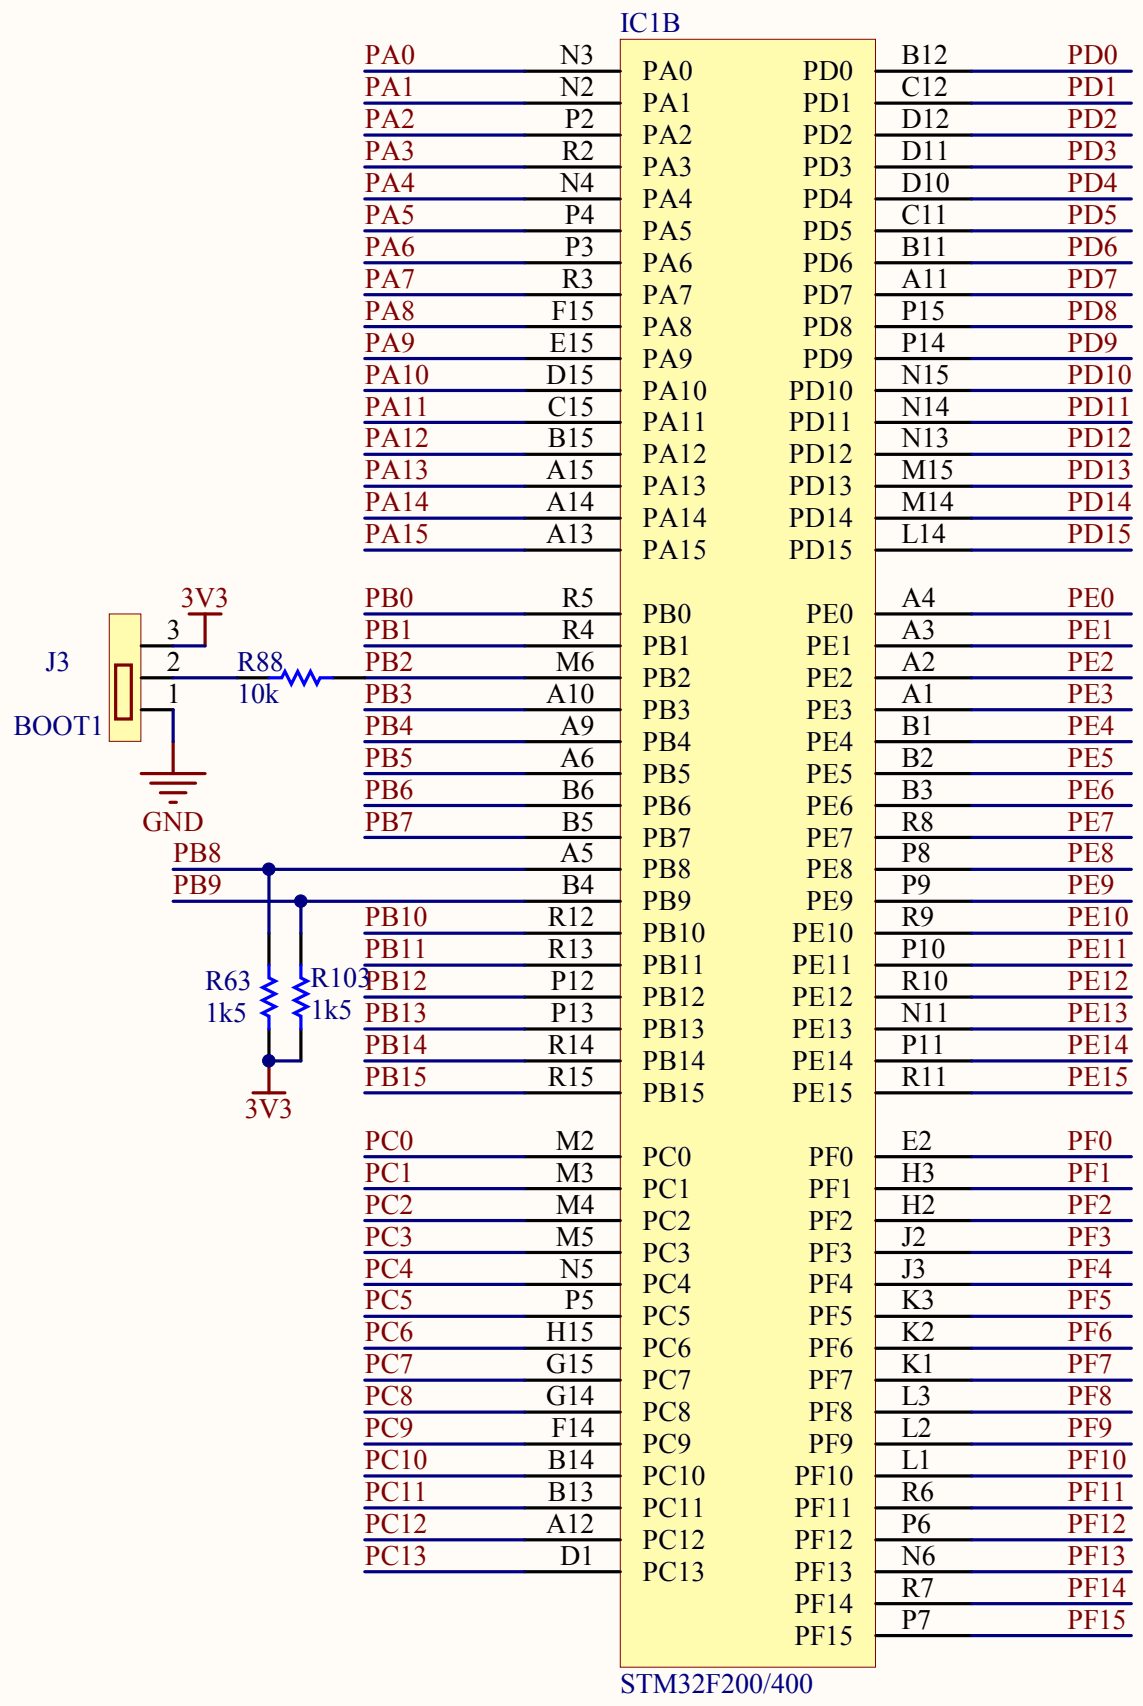 IC1B
PA0 N3 PA0 PD0 B12 PD0
PA1 N2 PA1 PD1 C12 PD1
PA2 P2 PA2 PD2 D12 PD2
PA3 R2 PA3 PD3 D11 PD3
PA4 N4 PA4 PD4 D10 PD4
PA5 P4 PA5 PD5 C11 PD5
PA6 P3 PA6 PD6 B11 PD6
PA7 R3 PA7 PD7 A11 PD7
PA8 F15 PA8 PD8 P15 PD8
PA9 E15 PA9 PD9 P14 PD9
PA10 D15 PA10 PD10 N15 PD10
PA11 C15 PA11 PD11 N14 PD11
PA12 B15 PA12 PD12 N13 PD12
PA13 A15 PA13 PD13 M15 PD13
PA14 A14 PA14 PD14 M14 PD14
PA15 A13 PA15 PD15 L14 PD15
3V3 PB0 R5 PB0 PE0 A4 PE0
3 PB1 R4 PB1 PE1 A3 PE1
J3 2 R88 PB2 M6 PB2 PE2 A2 PE2
1 10k PB3 A10 PB3 PE3 A1 PE3
BOOT1 PB4 A9 PB4 PE4 B1 PE4
PB5 A6 PB5 PE5 B2 PE5
PB6 B6 PB6 PE6 B3 PE6
GND PB7 B5 PB7 PE7 R8 PE7
PB8 A5 PB8 PE8 P8 PE8
PB9 B4 PB9 PE9 P9 PE9
PB10 R12 PB10 PE10 R9 PE10
PB11 R13 PB11 PE11 P10 PE11
R63 R103 PB12 P12 PB12 PE12 R10 PE12
1k5 1k5 PB13 P13 PB13 PE13 N11 PE13
PB14 R14 PB14 PE14 P11 PE14
PB15 R15 PB15 PE15 R11 PE15
3V3
PC0 M2 PC0 PF0 E2 PF0
PC1 M3 PC1 PF1 H3 PF1
PC2 M4 PC2 PF2 H2 PF2
PC3 M5 PC3 PF3 J2 PF3
PC4 N5 PC4 PF4 J3 PF4
PC5 P5 PC5 PF5 K3 PF5
PC6 H15 PC6 PF6 K2 PF6
PC7 G15 PC7 PF7 K1 PF7
PC8 G14 PC8 PF8 L3 PF8
PC9 F14 PC9 PF9 L2 PF9
PC10 B14 PC10 PF10 L1 PF10
PC11 B13 PC11 PF11 R6 PF11
PC12 A12 PC12 PF12 P6 PF12
PC13 D1 PC13 PF13 N6 PF13
PF14 R7 PF14
PF15 P7 PF15
STM32F200/400